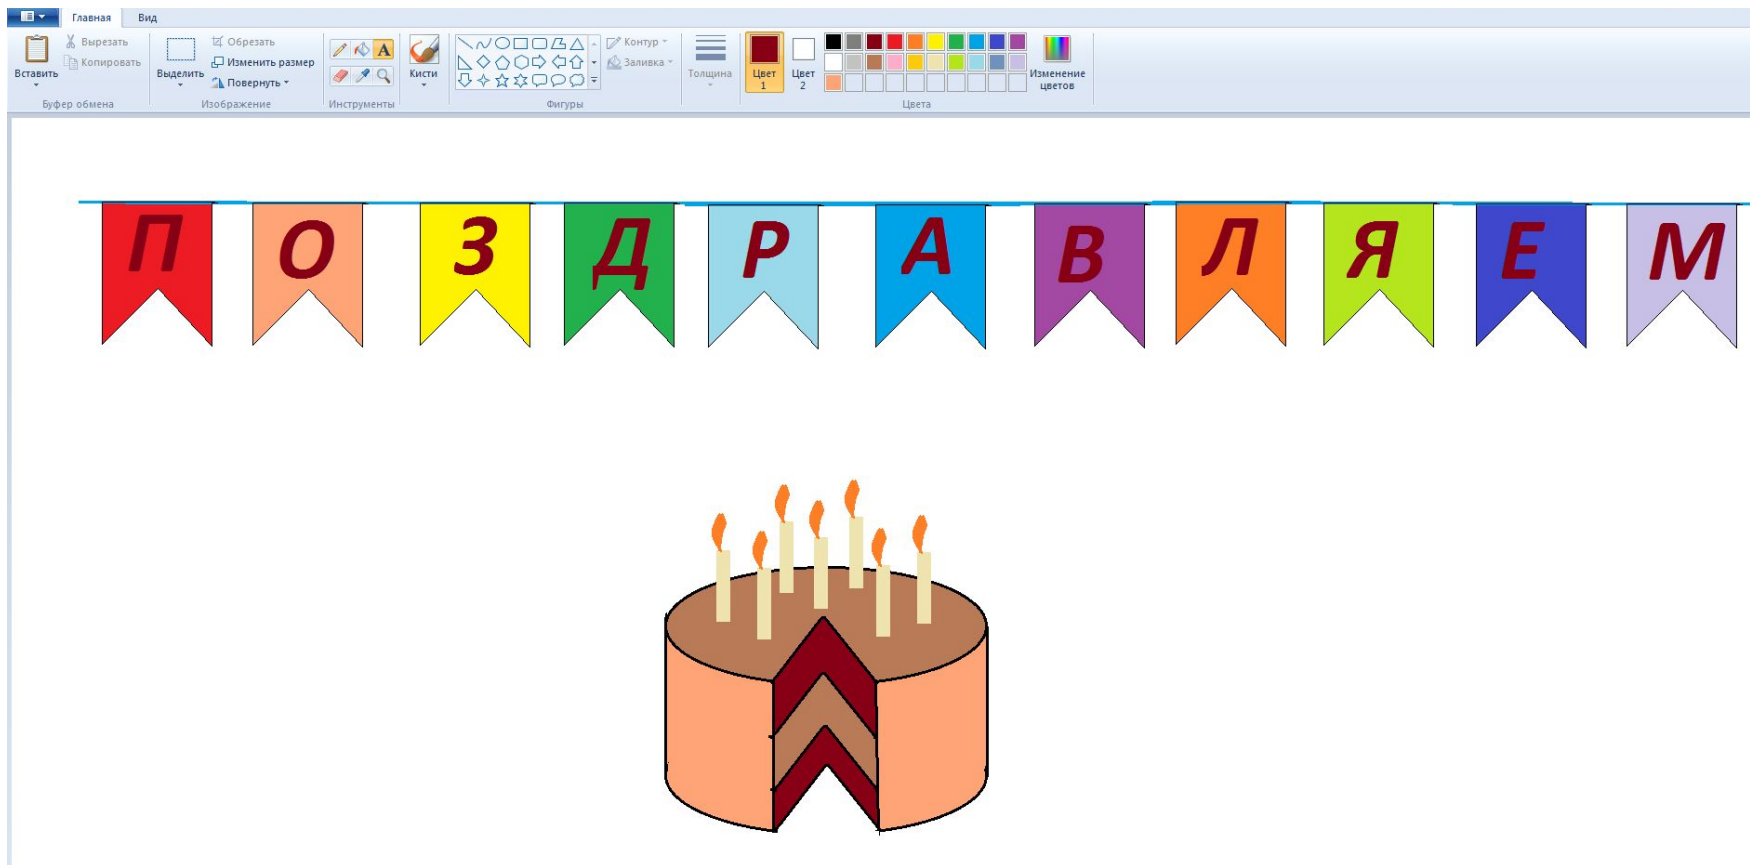 Главная Вид
Вставить
Вырезать
Копировать
Буфер обмена
Выделить
Обрезать
Изменить размер
Повернуть
Изображение
A
Инструменты
Кисти
Контур
Заливка
Фигуры
Толщина
Цвет
1
Цвет
2
Изменение
цветов
Цвета
ПОЗДРАВЛЯЕМ